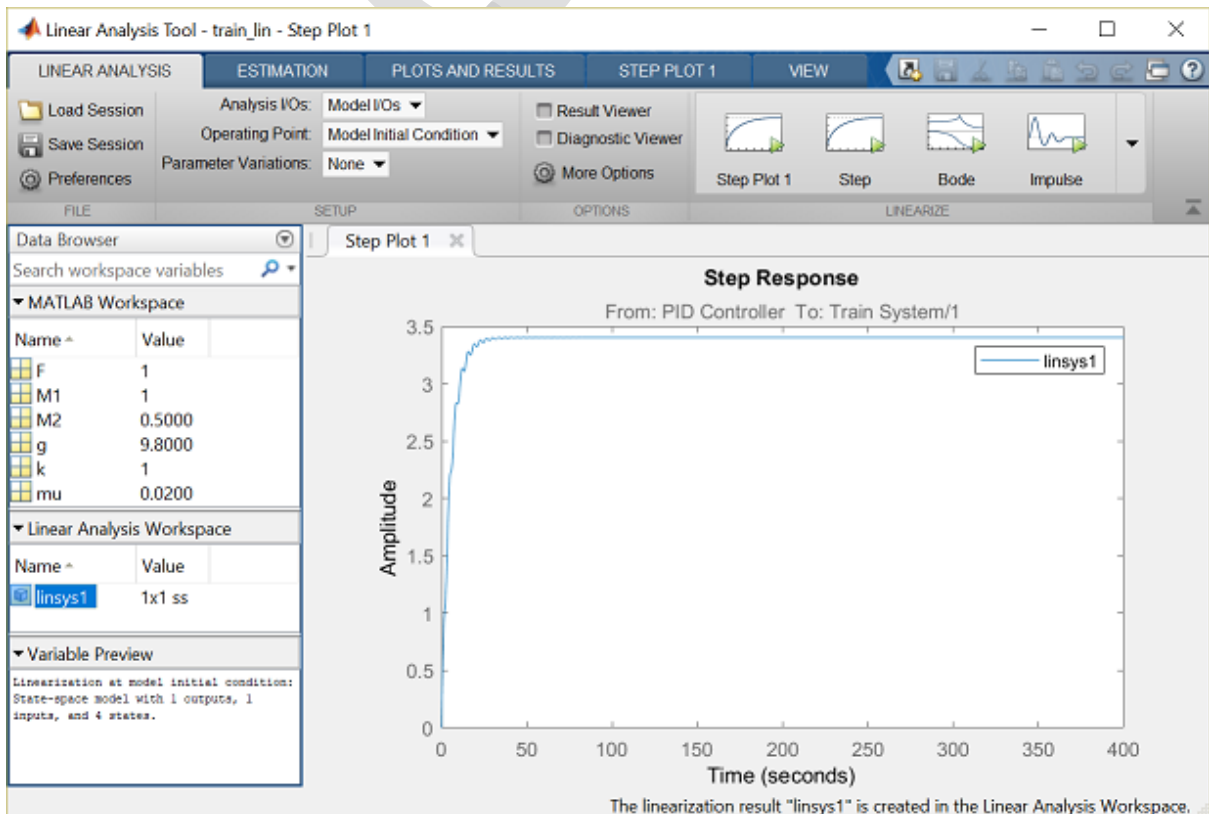 Linear Analysis Tool - train_lin - Step Plot 1
LINEAR ANALYSIS ESTIMATION PLOTS AND RESULTS STEP PLOT 1 VIEW
Load Session
Save Session
Preferences
FILE
Analysis I/Os: Model I/Os
Operating Point: Model Initial Condition
Parameter Variations: None
SETUP
Result Viewer
Diagnostic Viewer
More Options
OPTIONS
Step Plot 1 Step Bode Impulse
LINEARIZE
Data Browser
Search workspace variables
MATLAB Workspace
Name Value
F 1
M1 1
M2 0.5000
g 9.8000
k 1
mu 0.0200
Linear Analysis Workspace
Name Value
linsys1 1x1 ss
Variable Preview
Linearization at model initial condition:
State-space model with 1 outputs, 1
inputs, and 4 states.
Step Plot 1
Step Response
From: PID Controller To: Train System/1
linsys1
Amplitude
3.5
3
2.5
2
1.5
1
0.5
0
0 50 100 150 200 250 300 350 400
Time (seconds)
The linearization result "linsys1" is created in the Linear Analysis Workspace.